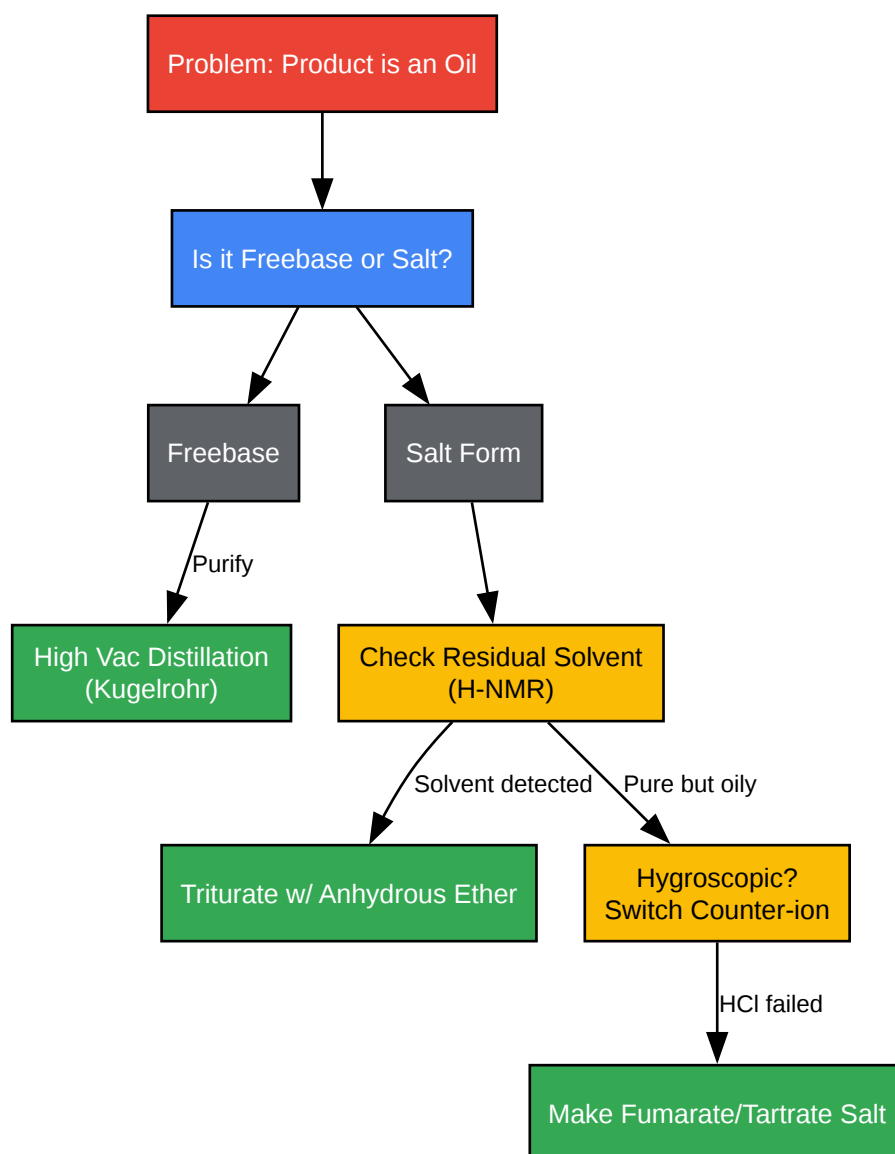 Problem: Product is an Oil
Is it Freebase or Salt?
Freebase
Salt Form
Purify
High Vac Distillation
(Kugelrohr)
Check Residual Solvent
(H-NMR)
Solvent detected
Pure but oily
Triturate w/ Anhydrous Ether
Hygroscopic?
Switch Counter-ion
HCl failed
Make Fumarate/Tartrate Salt